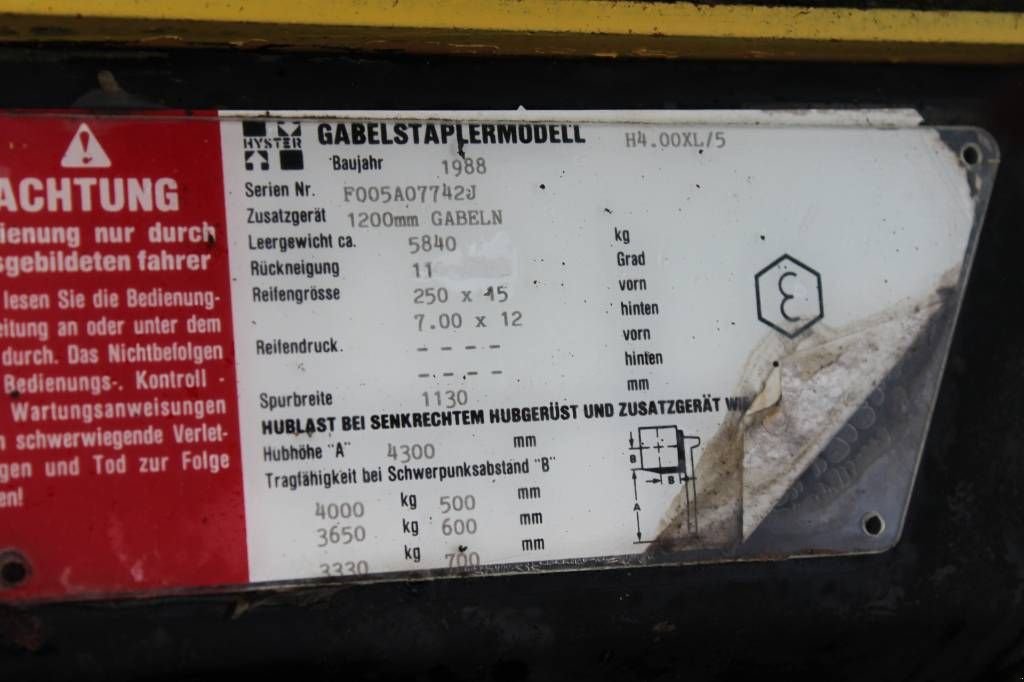 ACHTUNG
ienung nur durch
sgebildeten fahrer
lesen Sie die Bedienung-
eitung an oder unter dem
durch. Das Nichtbefolgen
Bedienungs-. Kontroll -
Wartungsanweisungen
schwerwiegende Verlet-
gen und Tod zur Folge
en!
HYSTER GABELSTAPLERMODELL H4.00XL/5
Baujahr 1988
Serien Nr. F005A07742J
Zusatzgerät 1200mm GABELN
Leergewicht ca. 5840 kg
Rückneigung 11 Grad
Reifengrösse 250 x 15 vorn
7.00 x 12 hinten
Reifendruck. - - - - vorn
- - - - hinten
Spurbreite 1130 mm
HUBLAST BEI SENKRECHTEM HUBGERÜST UND ZUSATZGERÄT
Hubhöhe "A" 4300 mm
Tragfähigkeit bei Schwerpunksabstand "B"
4000 kg 500 mm
3650 kg 600 mm
3330 kg 700 mm
B
B
A
ε